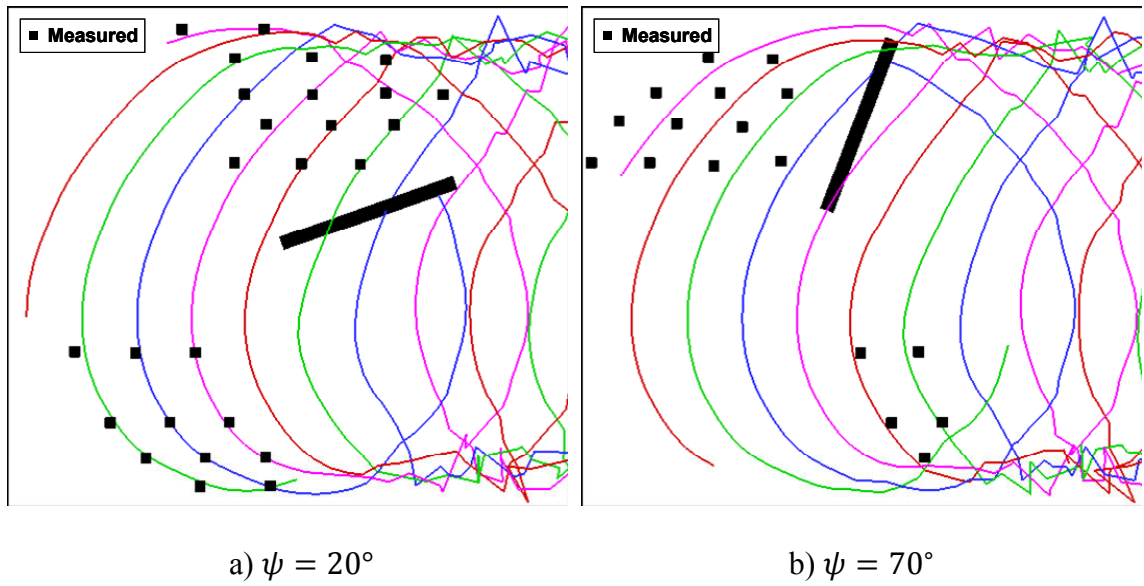 ■ Measured
■ Measured
a) ψ = 20°
b) ψ = 70°